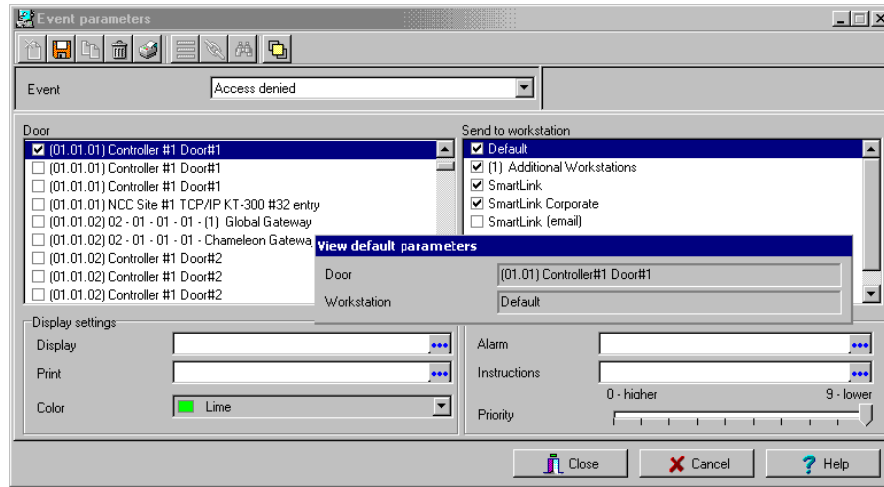 Event parameters
Event
Access denied
Door
(01.01.01) Controller #1 Door#1
(01.01.01) Controller #1 Door#1
(01.01.01) Controller #1 Door#1
(01.01.01) NCC Site #1 TCP/IP KT-300 #32 entry
(01.01.02) 02 - 01 - 01 - 01 - (1) Global Gateway
(01.01.02) 02 - 01 - 01 - 01 - Chameleon Gatewa
(01.01.02) Controller #1 Door#2
(01.01.02) Controller #1 Door#2
(01.01.02) Controller #1 Door#2
Send to workstation
Default
(1) Additional Workstations
SmartLink
SmartLink Corporate
SmartLink (email)
View default parameters
Door
(01.01) Controller#1 Door#1
Workstation
Default
Display settings
Display
Print
Color
Lime
Alarm
Instructions
0 - higher
9 - lower
Priority
Close
Cancel
Help